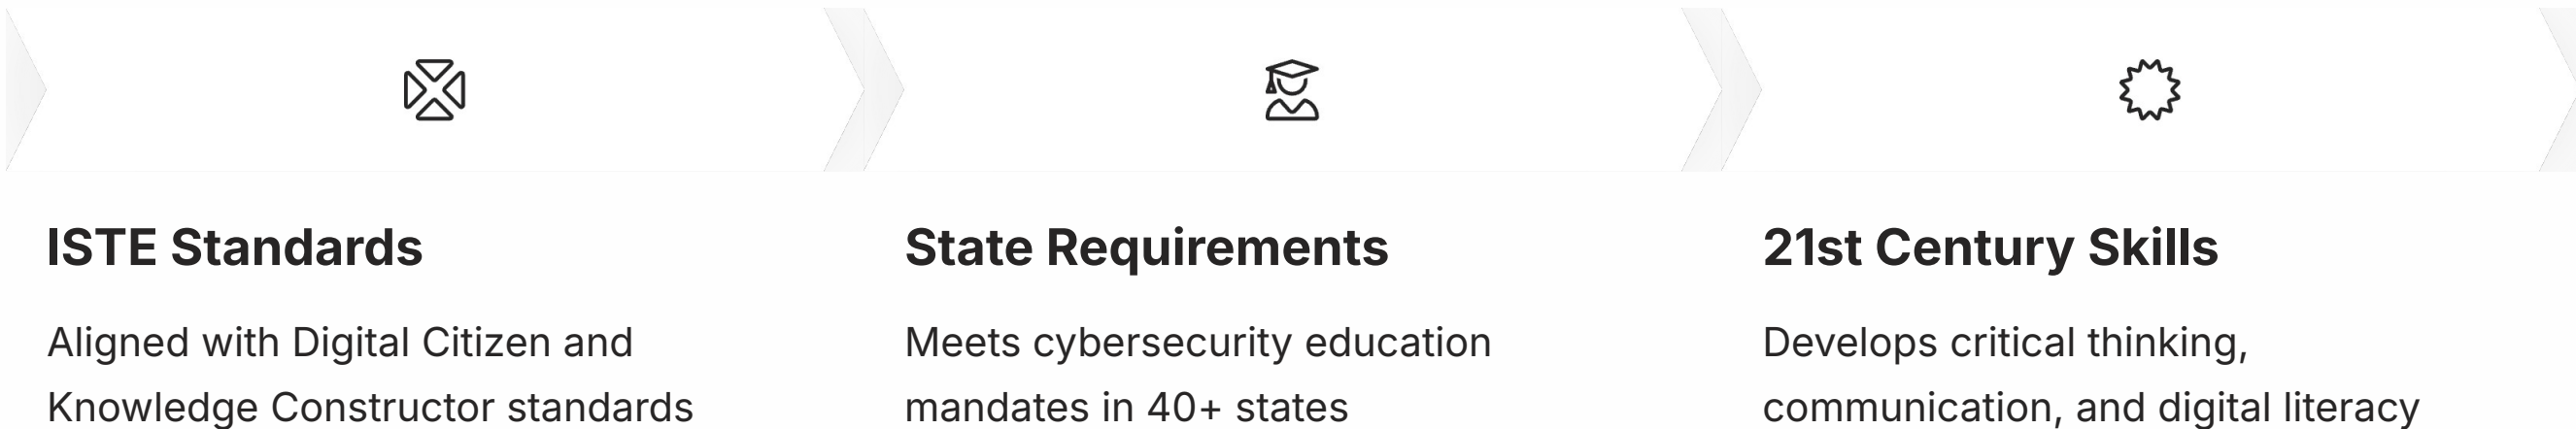 ISTE Standards
Aligned with Digital Citizen and
Knowledge Constructor standards
State Requirements
Meets cybersecurity education
mandates in 40+ states
21st Century Skills
Develops critical thinking,
communication, and digital literacy